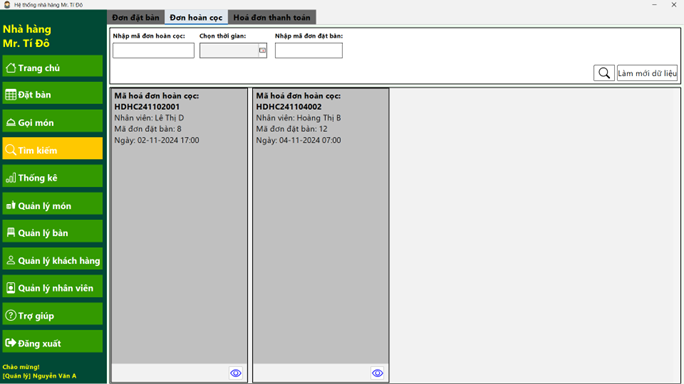 Hệ thống nhà hàng Mr. Tí Đô
Nhà hàng
Mr. Tí Đô
Trang chủ
Đặt bàn
Gọi món
Tìm kiếm
Thống kê
Quản lý món
Quản lý bàn
Quản lý khách hàng
Quản lý nhân viên
Trợ giúp
Đăng xuất
Chào mừng!
[Quản lý] Nguyễn Văn A
Đơn đặt bàn Đơn hoàn cọc Hoá đơn thanh toán
Nhập mã đơn hoàn cọc: Chọn thời gian: Nhập mã đơn đặt bàn:
Làm mới dữ liệu
Mã hoá đơn hoàn cọc:
HDHC241102001
Nhân viên: Lê Thị D
Mã đơn đặt bàn: 8
Ngày: 02-11-2024 17:00
Mã hoá đơn hoàn cọc:
HDHC241104002
Nhân viên: Hoàng Thị B
Mã đơn đặt bàn: 12
Ngày: 04-11-2024 07:00